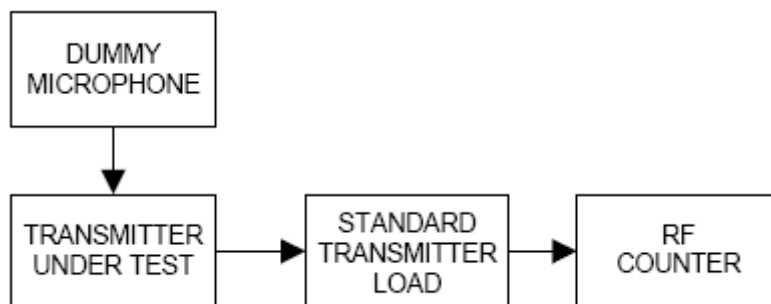 DUMMY
MICROPHONE
TRANSMITTER
UNDER TEST
STANDARD
TRANSMITTER
LOAD
RF
COUNTER